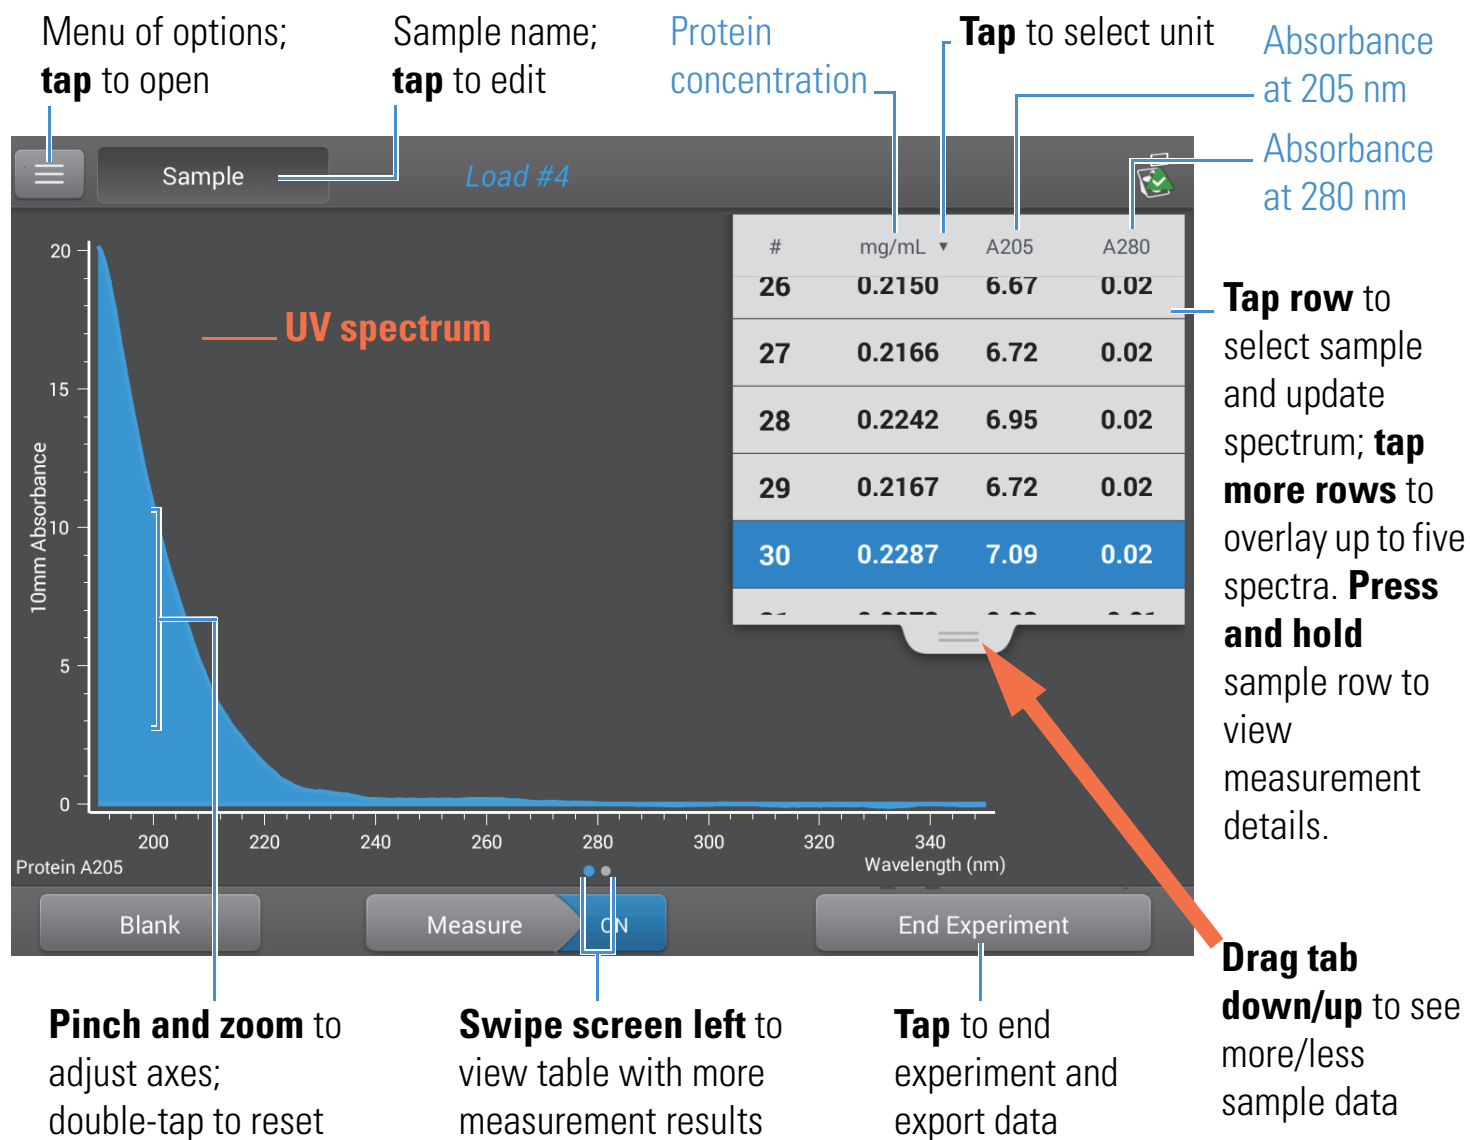 Menu of options;
tap to open
Sample name;
tap to edit
Protein
concentration
Tap to select unit
Absorbance
at 205 nm
Absorbance
at 280 nm
Sample
Load #4
# mg/mL ▼ A205 A280
26 0.2150 6.67 0.02
27 0.2166 6.72 0.02
28 0.2242 6.95 0.02
29 0.2167 6.72 0.02
30 0.2287 7.09 0.02
UV spectrum
20
15
10
5
0
10mm Absorbance
200 220 240 260 280 300 320 340
Wavelength (nm)
Protein A205
Blank
Measure
ON
End Experiment
Tap row to
select sample
and update
spectrum; tap
more rows to
overlay up to five
spectra. Press
and hold
sample row to
view
measurement
details.
Pinch and zoom to
adjust axes;
double-tap to reset
Swipe screen left to
view table with more
measurement results
Tap to end
experiment and
export data
Drag tab
down/up to see
more/less
sample data